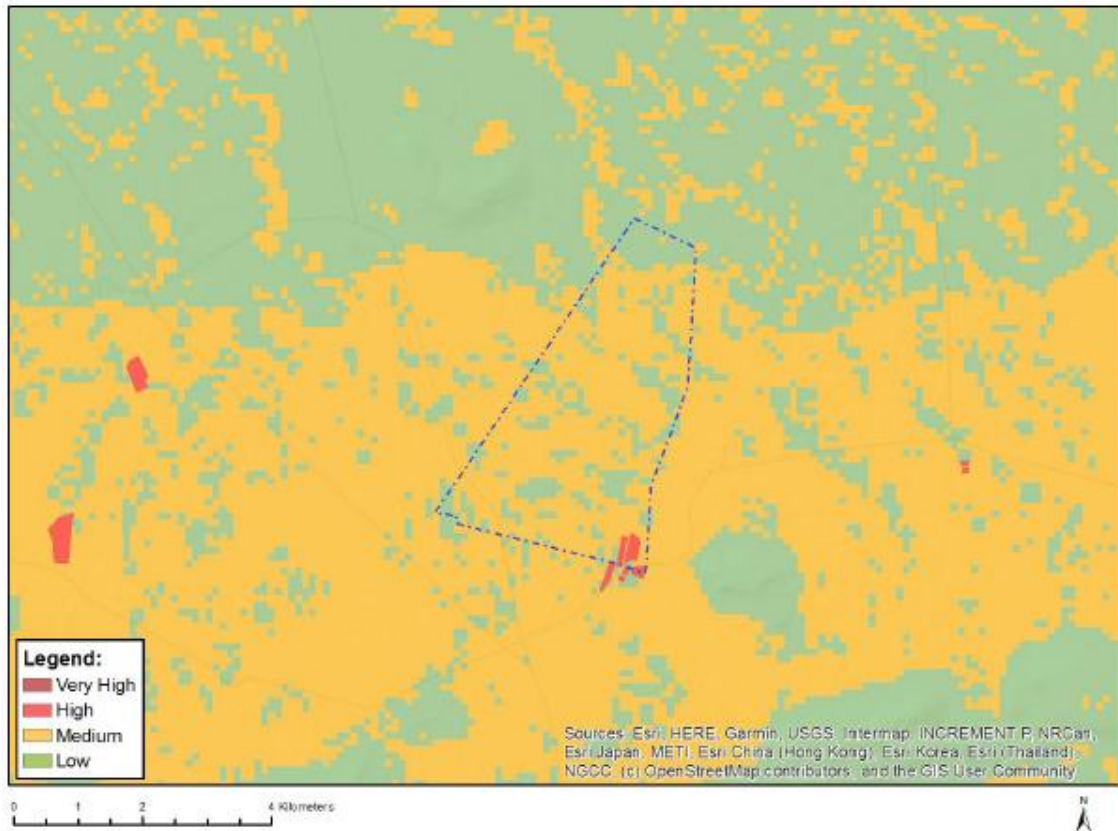 Legend:
Very High
High
Medium
Low
Sources: Esri, HERE, Garmin, USGS, Intermap, INCREMENT P, NRCan,
Esri Japan, METI, Esri China (Hong Kong), Esri Korea, Esri (Thailand),
NGCC, (c) OpenStreetMap contributors, and the GIS User Community
0 1 2 4 Kilometers
N